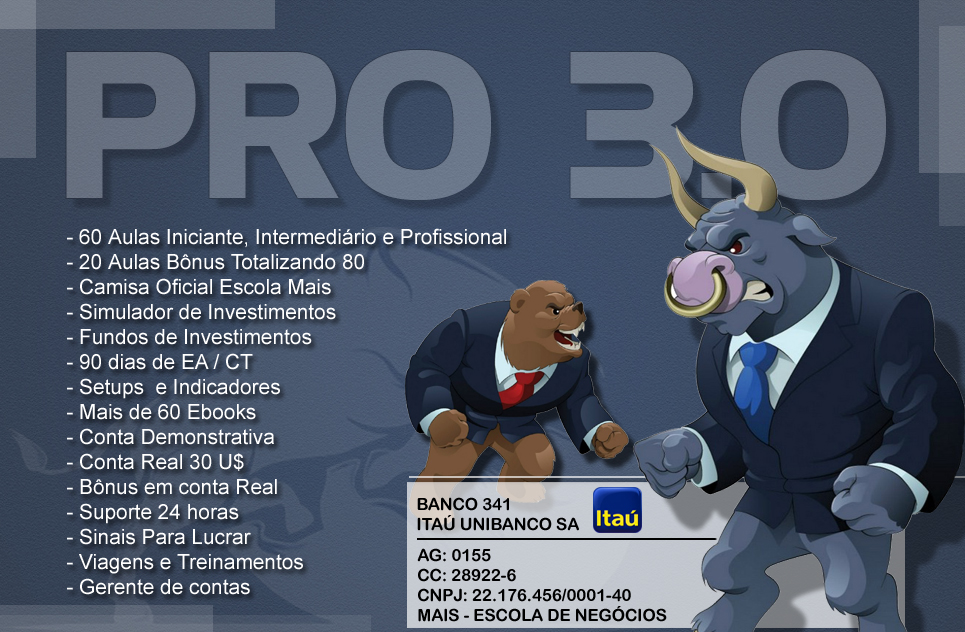 PRO 3.0
- 60 Aulas Iniciante, Intermediário e Profissional
- 20 Aulas Bônus Totalizando 80
- Camisa Oficial Escola Mais
- Simulador de Investimentos
- Fundos de Investimentos
- 90 dias de EA / CT
- Setups e Indicadores
- Mais de 60 Ebooks
- Conta Demonstrativa
- Conta Real 30 U$
- Bônus em conta Real
- Suporte 24 horas
- Sinais Para Lucrar
- Viagens e Treinamentos
- Gerente de contas
BANCO 341
ITAÚ UNIBANCO SA
Itaú
AG: 0155
CC: 28922-6
CNPJ: 22.176.456/0001-40
MAIS - ESCOLA DE NEGÓCIOS